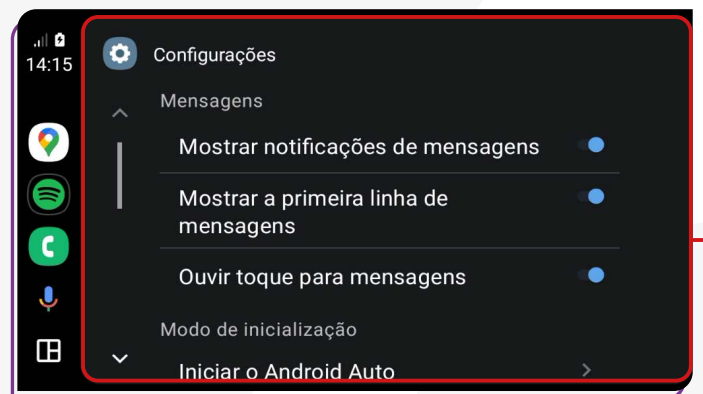 14:15
Configurações
Mensagens
Mostrar notificações de mensagens
Mostrar a primeira linha de
mensagens
Ouvir toque para mensagens
Modo de inicialização
Iniciar o Android Auto